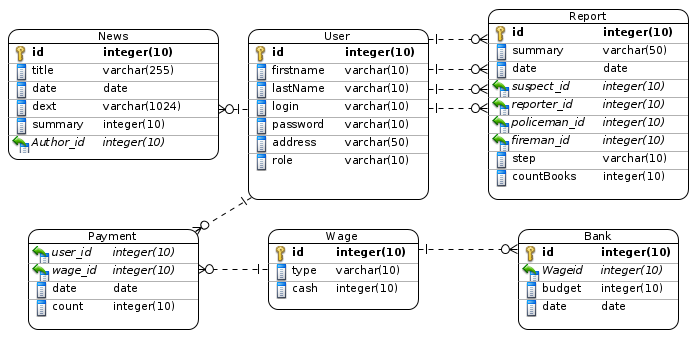 News
id integer(10)
title varchar(255)
date date
dext varchar(1024)
summary integer(10)
Author_id integer(10)
User
id integer(10)
firstname varchar(10)
lastName varchar(10)
login varchar(10)
password varchar(10)
address varchar(50)
role varchar(10)
Report
id integer(10)
summary varchar(50)
date date
suspect_id integer(10)
reporter_id integer(10)
policeman_id integer(10)
fireman_id integer(10)
step varchar(10)
countBooks integer(10)
Payment
user_id integer(10)
wage_id integer(10)
date date
count integer(10)
Wage
id integer(10)
type varchar(10)
cash integer(10)
Bank
id integer(10)
Wageid integer(10)
budget integer(10)
date date